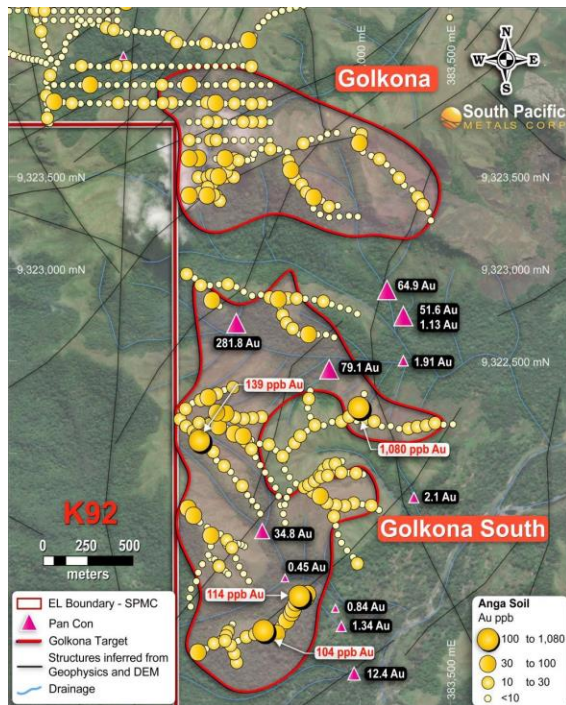 Golkona
N
W
E
S
South Pacific
METALS CORP
000 mE
383,500 mE
9,323,500 mN
9,323,000 mN
64.9 Au
51.6 Au
1.13 Au
281.8 Au
1.91 Au
9,322,500 mN
79.1 Au
139 ppb Au
1,080 ppb Au
2.1 Au
K92
34.8 Au
Golkona South
0 250 500
meters
0.45 Au
114 ppb Au
0.84 Au
1.34 Au
104 ppb Au
12.4 Au
383,500 mE
EL Boundary - SPMC
Pan Con
Golkona Target
Structures inferred from
Geophysics and DEM
Drainage
Anga Soil
Au ppb
100 to 1,080
30 to 100
10 to 30
<10